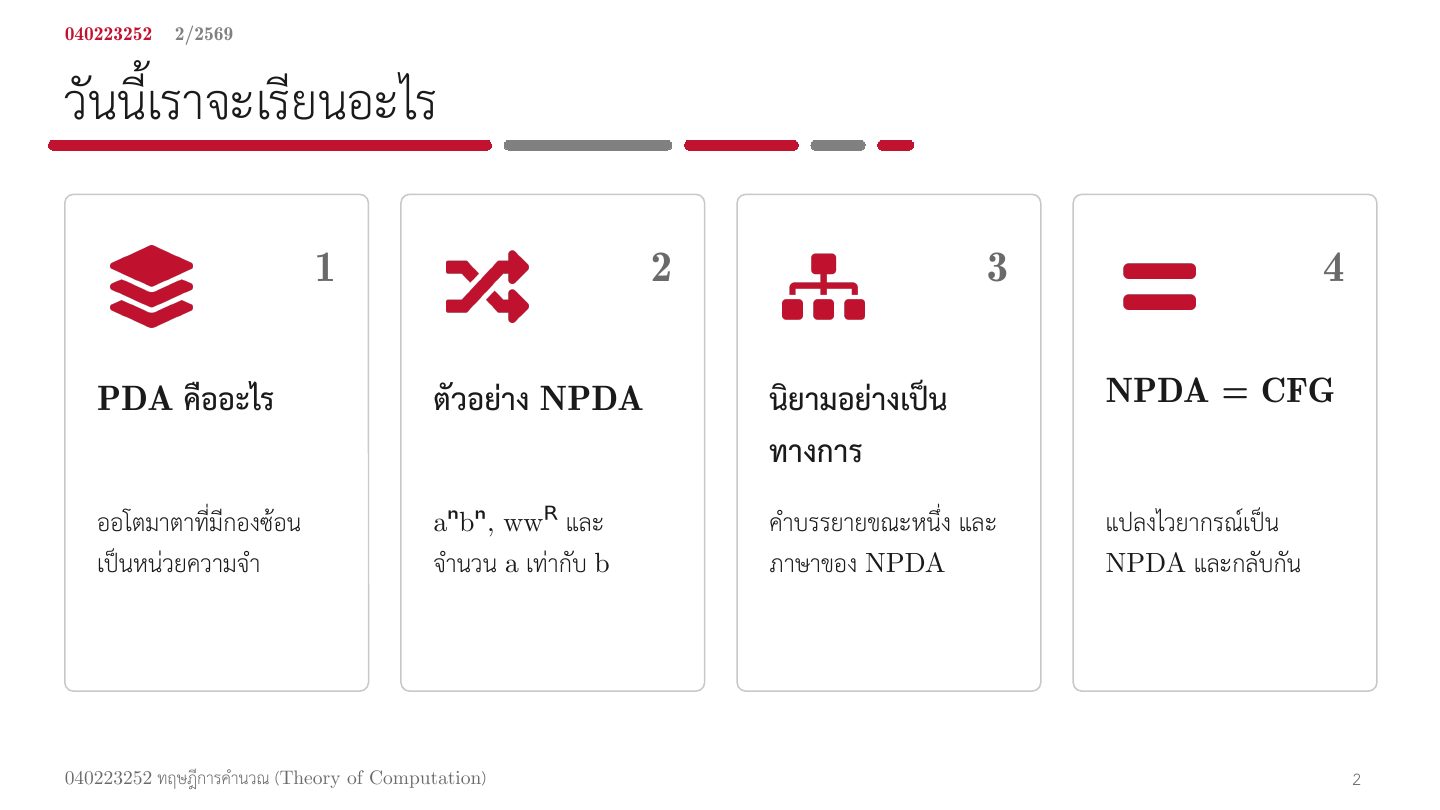 040223252 2/2569
วันนี้เราจะเรียนอะไร
1
PDA คืออะไร
ออโตมาตาที่มีกองซ้อน
เป็นหน่วยความจำ
2
ตัวอย่าง NPDA
aⁿbⁿ, wwᴿ และ
จำนวน a เท่ากับ b
3
นิยามอย่างเป็น
ทางการ
คำบรรยายขณะหนึ่ง และ
ภาษาของ NPDA
4
NPDA = CFG
แปลงไวยากรณ์เป็น
NPDA และกลับกัน
040223252 ทฤษฎีการคำนวณ (Theory of Computation)
2